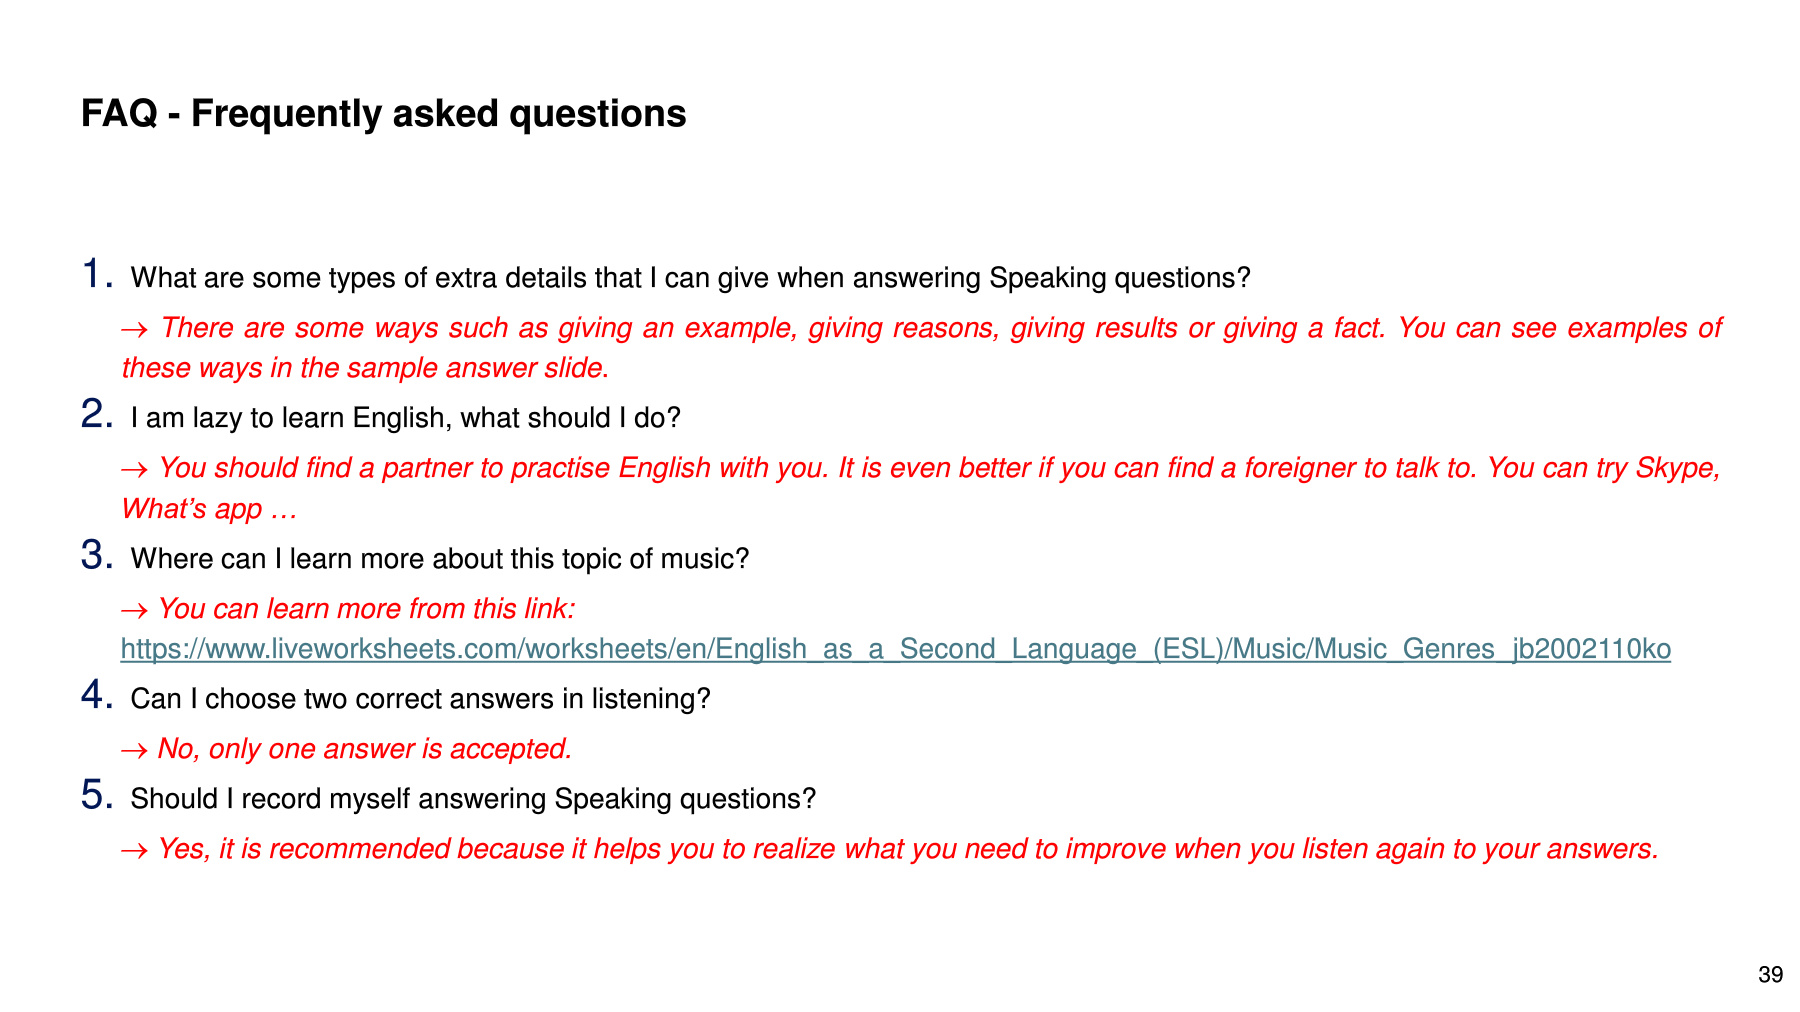 FAQ - Frequently asked questions
1. What are some types of extra details that I can give when answering Speaking questions?
→ There are some ways such as giving an example, giving reasons, giving results or giving a fact. You can see examples of
these ways in the sample answer slide.
2. I am lazy to learn English, what should I do?
→ You should find a partner to practise English with you. It is even better if you can find a foreigner to talk to. You can try Skype,
What’s app …
3. Where can I learn more about this topic of music?
→ You can learn more from this link:
https://www.liveworksheets.com/worksheets/en/English_as_a_Second_Language_(ESL)/Music/Music_Genres_jb2002110ko
4. Can I choose two correct answers in listening?
→ No, only one answer is accepted.
5. Should I record myself answering Speaking questions?
→ Yes, it is recommended because it helps you to realize what you need to improve when you listen again to your answers.
39